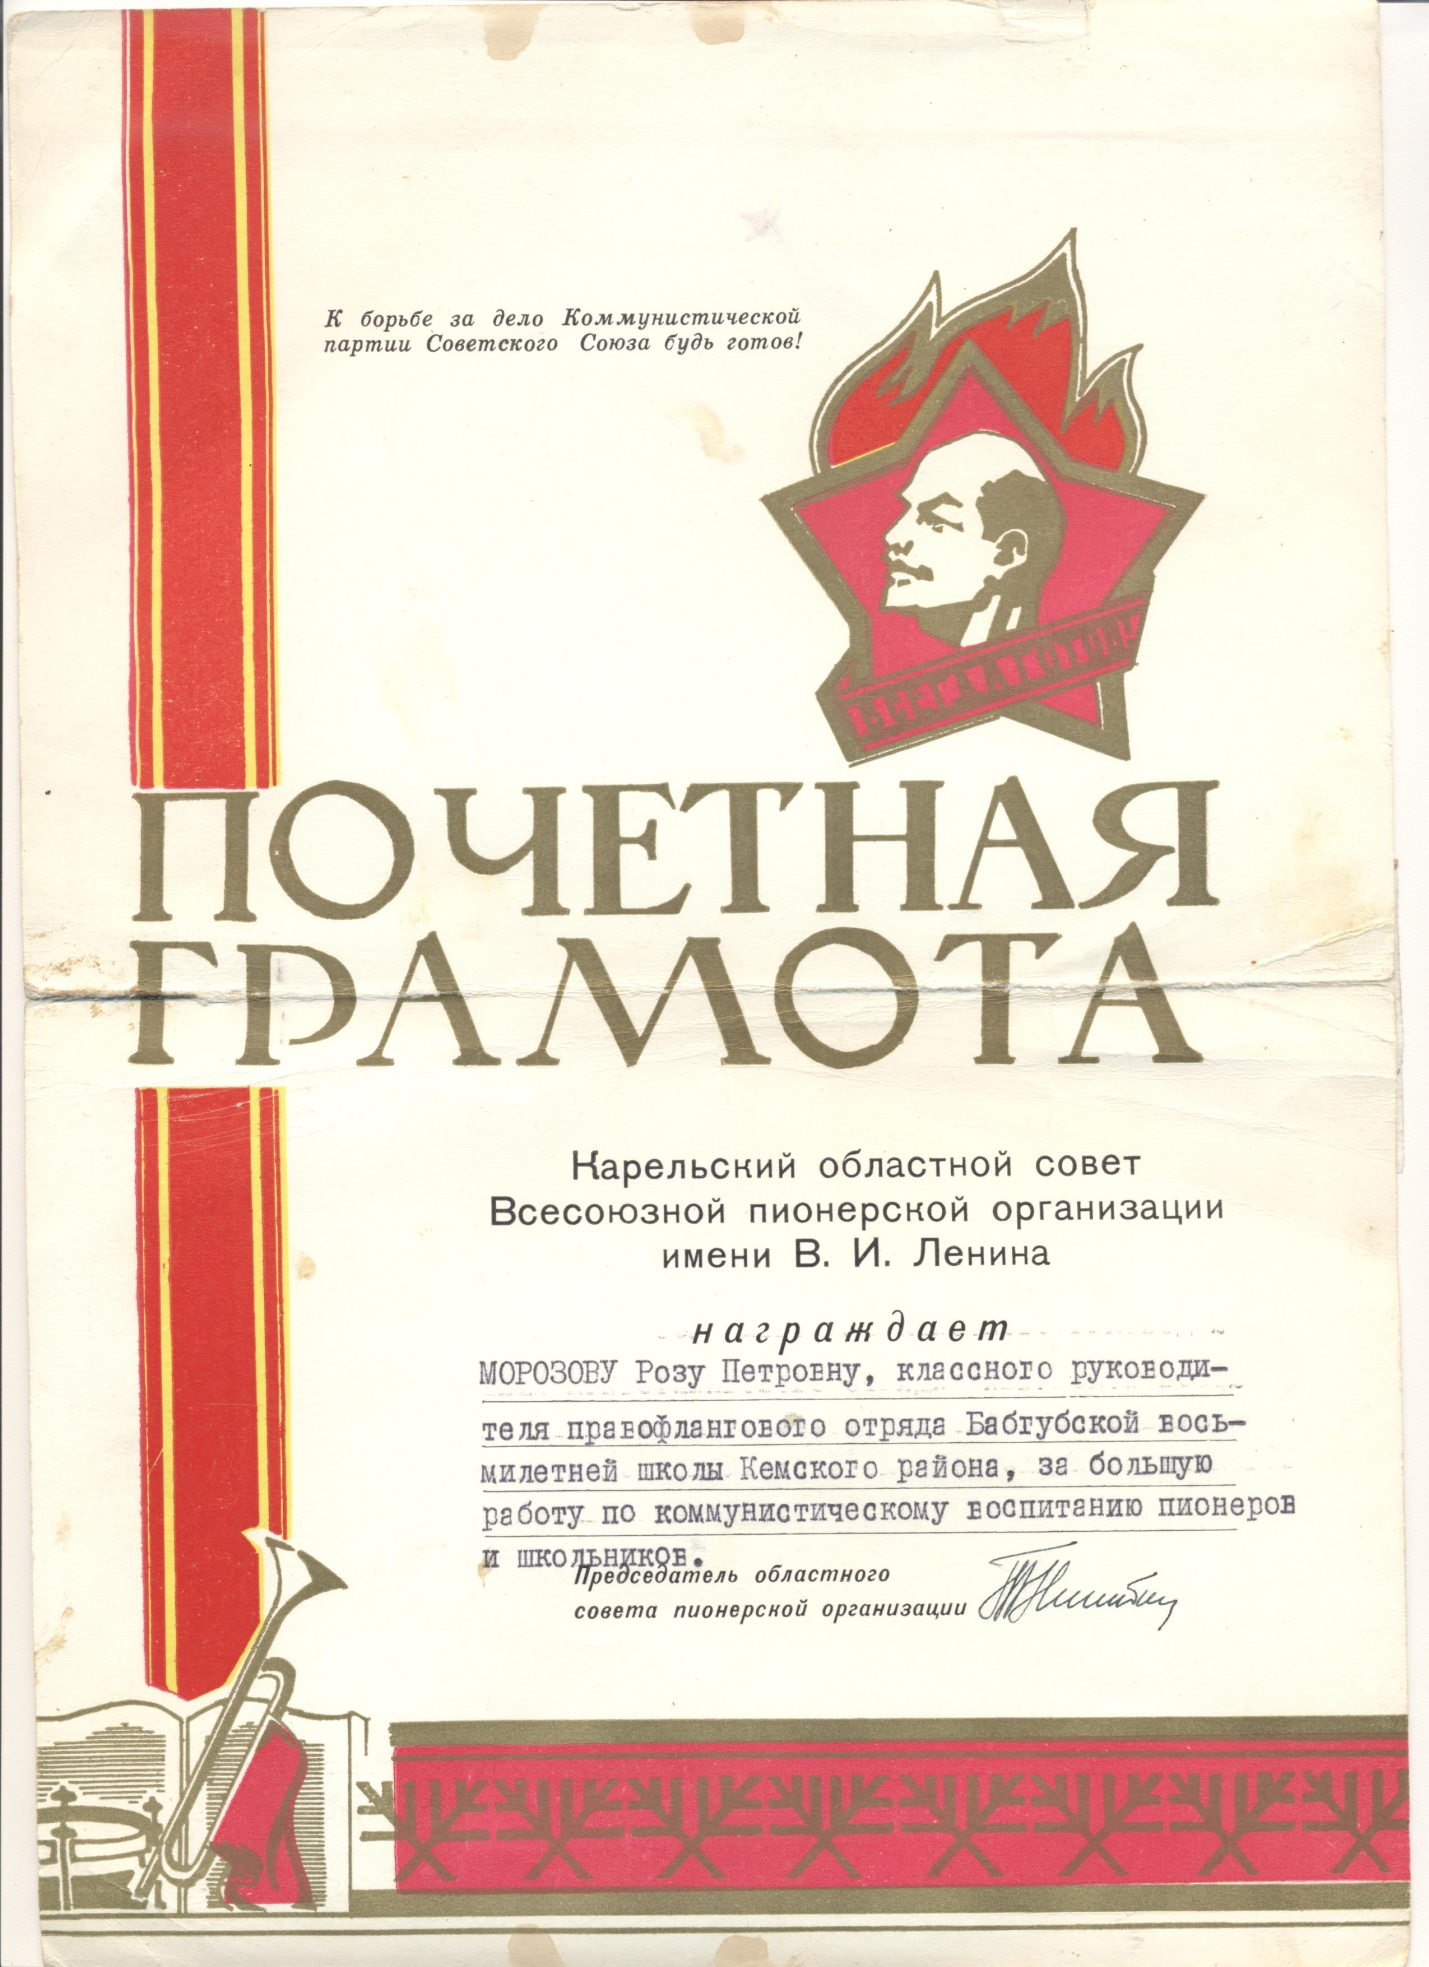 К борьбе за дело Коммунистической
партии Советского Союза будь готов!
ВСЕГДА ГОТОВ!
ПОЧЕТНАЯ
ГРАМОТА
Карельский областной совет
Всесоюзной пионерской организации
имени В. И. Ленина
награждает
МОРОЗОВУ Розу Петровну, классного руководи-
теля правофлангового отряда Бабгубской вось-
милетней школы Кемского района, за большую
работу по коммунистическому воспитанию пионеров
и школьников.
Председатель областного
совета пионерской организации